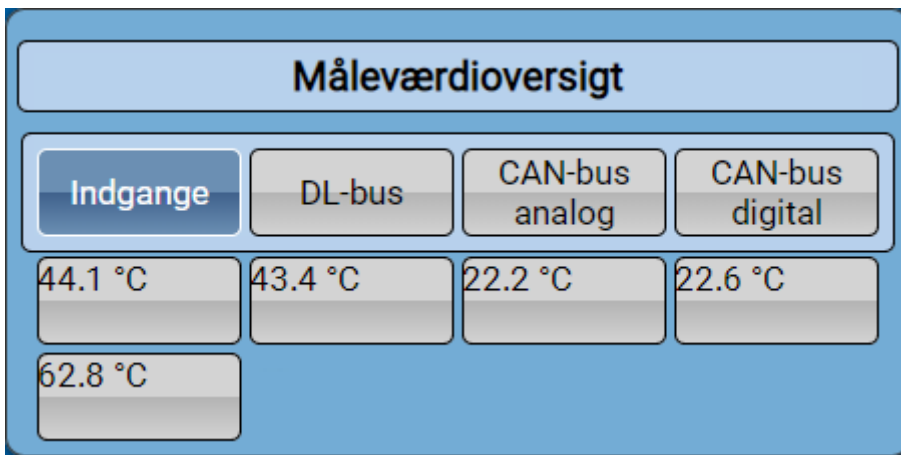 Måleværdioversigt
Indgange
DL-bus
CAN-bus
analog
CAN-bus
digital
44.1 °C
43.4 °C
22.2 °C
22.6 °C
62.8 °C